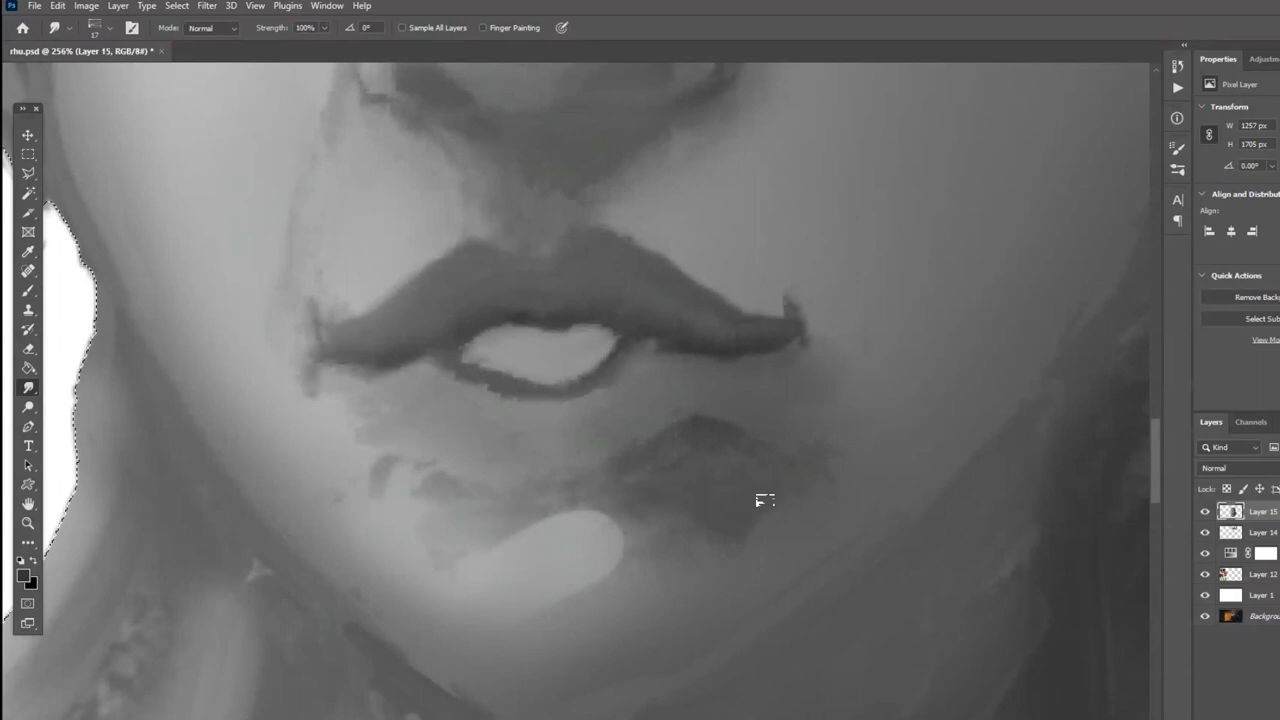 Ps File Edit Image Layer Type Select Filter 3D View Plugins Window Help
17 Mode: Normal Strength: 100% 0° Sample All Layers Finger Painting
rhu.psd @ 256% (Layer 15, RGB/8#) * ×
Properties Adjustm
Pixel Layer
Transform
W 1257 px
H 1705 px
0.00°
Align and Distribut
Align:
Quick Actions
Remove Back
Select Sub
View Mo
Layers Channels
Kind
Normal
Lock:
Layer 15
Layer 14
Layer 12
Layer 1
Backgrou